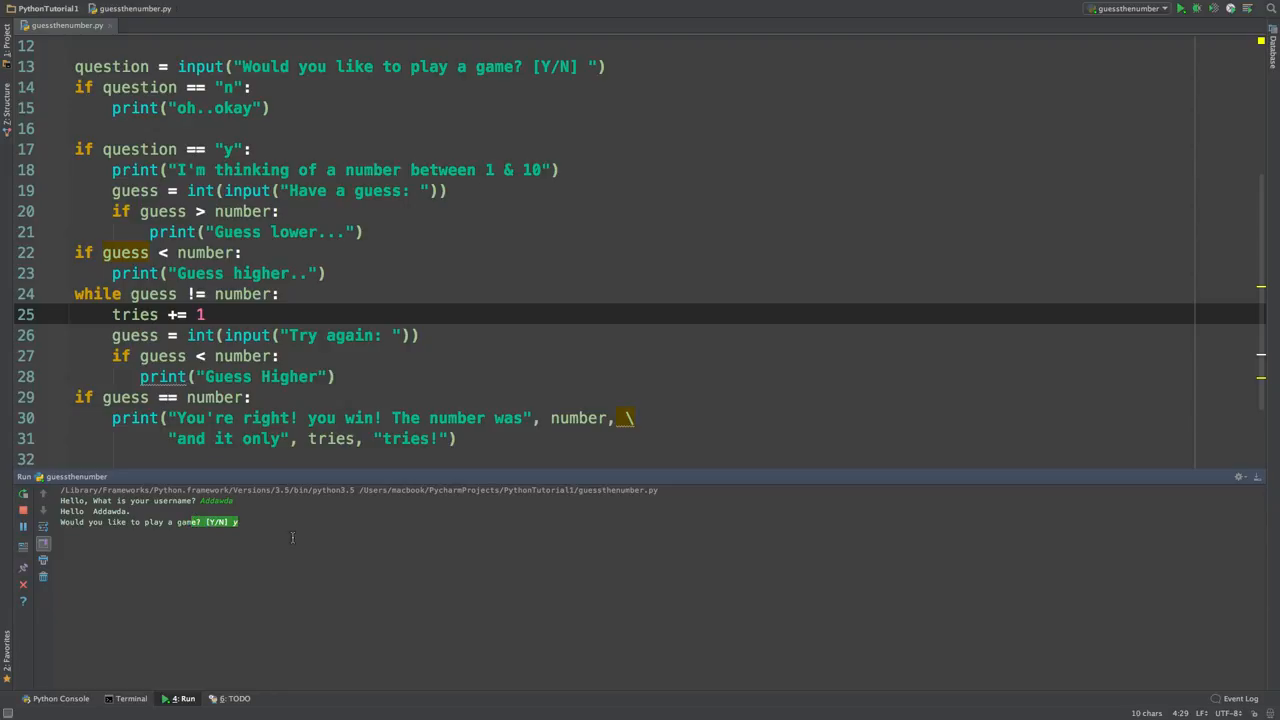 PythonTutorial1 guessthenumber.py guessthenumber
guessthenumber.py
1: Project
Z: Structure
2: Favorites
Database
12
13 question = input("Would you like to play a game? [Y/N] ")
14 if question == "n":
15 print("oh..okay")
16
17 if question == "y":
18 print("I'm thinking of a number between 1 & 10")
19 guess = int(input("Have a guess: "))
20 if guess > number:
21 print("Guess lower...")
22 if guess < number:
23 print("Guess higher..")
24 while guess != number:
25 tries += 1
26 guess = int(input("Try again: "))
27 if guess < number:
28 print("Guess Higher")
29 if guess == number:
30 print("You're right! you win! The number was", number, \
31 "and it only", tries, "tries!")
32
Run guessthenumber
/Library/Frameworks/Python.framework/Versions/3.5/bin/python3.5 /Users/macbook/PycharmProjects/PythonTutorial1/guessthenumber.py
Hello, What is your username? Addawda
Hello  Addawda.
Would you like to play a game? [Y/N] y
Python Console Terminal 4: Run 6: TODO Event Log
10 chars 4:29 LF÷ UTF-8÷